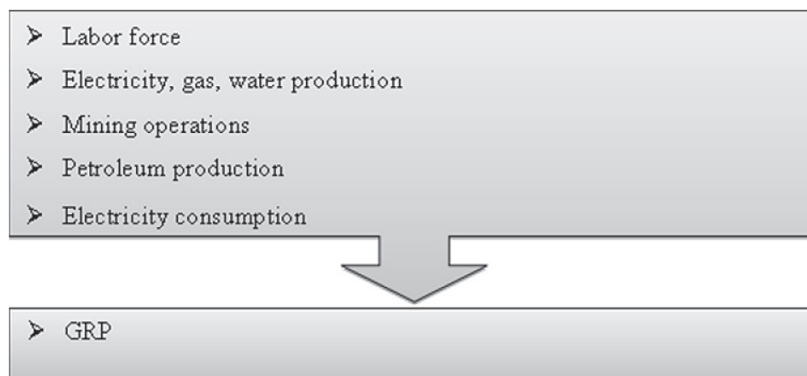 ➢ Labor force
➢ Electricity, gas, water production
➢ Mining operations
➢ Petroleum production
➢ Electricity consumption
➢ GRP